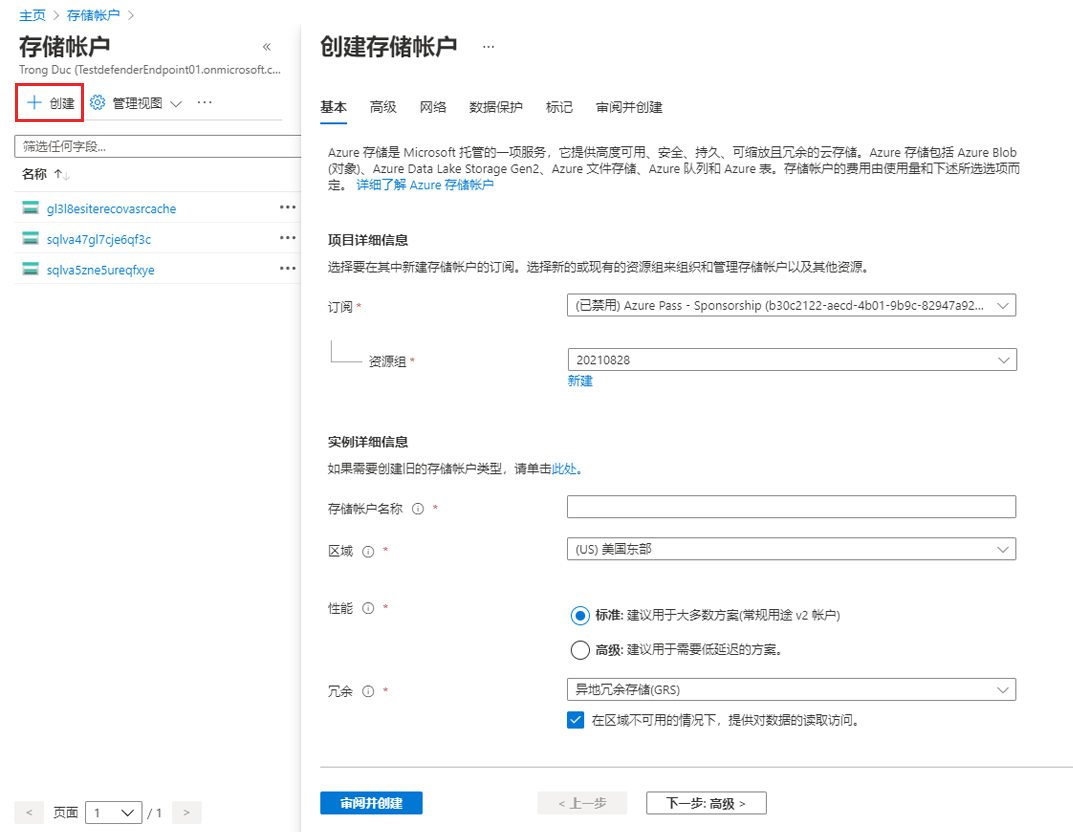 主页 > 存储帐户 >
存储帐户 «
Trong Duc (TestdefenderEndpoint01.onmicrosoft.c...
+ 创建 管理视图 ...
筛选任何字段...
名称 ↑↓
gl3l8esiterecovasrcache ...
sqlva47gl7cje6qf3c ...
sqlva5zne5ureqfxye ...
< 页面 1 / 1 >
创建存储帐户 ...
基本 高级 网络 数据保护 标记 审阅并创建
Azure 存储是 Microsoft 托管的一项服务，它提供高度可用、安全、持久、可缩放且冗余的云存储。Azure 存储包括 Azure Blob
(对象)、Azure Data Lake Storage Gen2、Azure 文件存储、Azure 队列和 Azure 表。存储帐户的费用由使用量和下述所选选项而
定。 详细了解 Azure 存储帐户
项目详细信息
选择要在其中新建存储帐户的订阅。选择新的或现有的资源组来组织和管理存储帐户以及其他资源。
订阅 * (已禁用) Azure Pass - Sponsorship (b30c2122-aecd-4b01-9b9c-82947a92...
资源组 * 20210828
新建
实例详细信息
如果需要创建旧的存储帐户类型，请单击此处。
存储帐户名称 *
区域 * (US) 美国东部
性能 * 标准: 建议用于大多数方案(常规用途 v2 帐户)
高级: 建议用于需要低延迟的方案。
冗余 * 异地冗余存储(GRS)
在区域不可用的情况下，提供对数据的读取访问。
审阅并创建 < 上一步 下一步: 高级 >